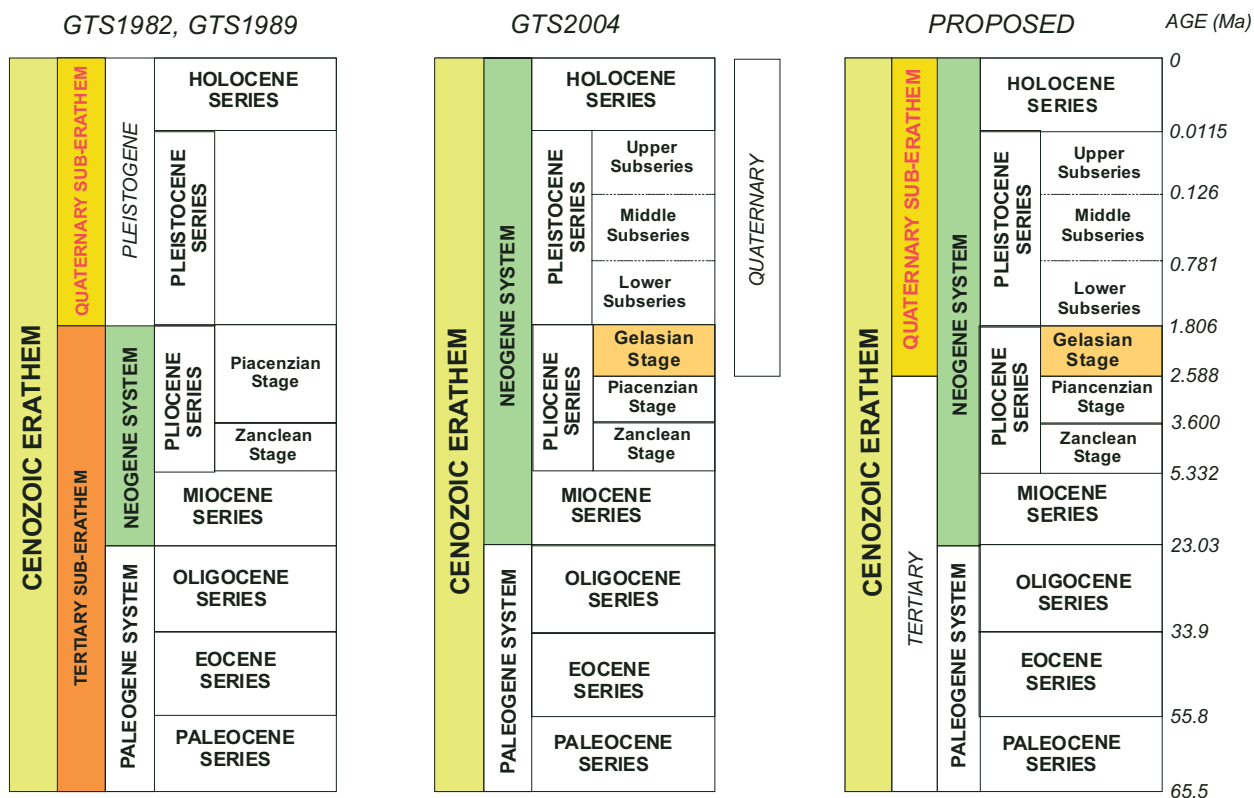 GTS1982, GTS1989
CENOZOIC ERATHEM
QUATERNARY SUB-ERATHEM
TERTIARY SUB-ERATHEM
PLEISTOGENE
NEOGENE SYSTEM
PALEOGENE SYSTEM
HOLOCENE
SERIES
PLEISTOCENE
SERIES
PLIOCENE
SERIES
Piacenzian
Stage
Zanclean
Stage
MIOCENE
SERIES
OLIGOCENE
SERIES
EOCENE
SERIES
PALEOCENE
SERIES
GTS2004
CENOZOIC ERATHEM
NEOGENE SYSTEM
PALEOGENE SYSTEM
HOLOCENE
SERIES
PLEISTOCENE
SERIES
Upper
Subseries
Middle
Subseries
Lower
Subseries
PLIOCENE
SERIES
Gelasian
Stage
Piacenzian
Stage
Zanclean
Stage
MIOCENE
SERIES
OLIGOCENE
SERIES
EOCENE
SERIES
PALEOCENE
SERIES
QUATERNARY
PROPOSED
CENOZOIC ERATHEM
QUATERNARY SUB-ERATHEM
TERTIARY
NEOGENE SYSTEM
PALEOGENE SYSTEM
HOLOCENE
SERIES
PLEISTOCENE
SERIES
Upper
Subseries
Middle
Subseries
Lower
Subseries
PLIOCENE
SERIES
Gelasian
Stage
Piancenzian
Stage
Zanclean
Stage
MIOCENE
SERIES
OLIGOCENE
SERIES
EOCENE
SERIES
PALEOCENE
SERIES
AGE (Ma)
0
0.0115
0.126
0.781
1.806
2.588
3.600
5.332
23.03
33.9
55.8
65.5